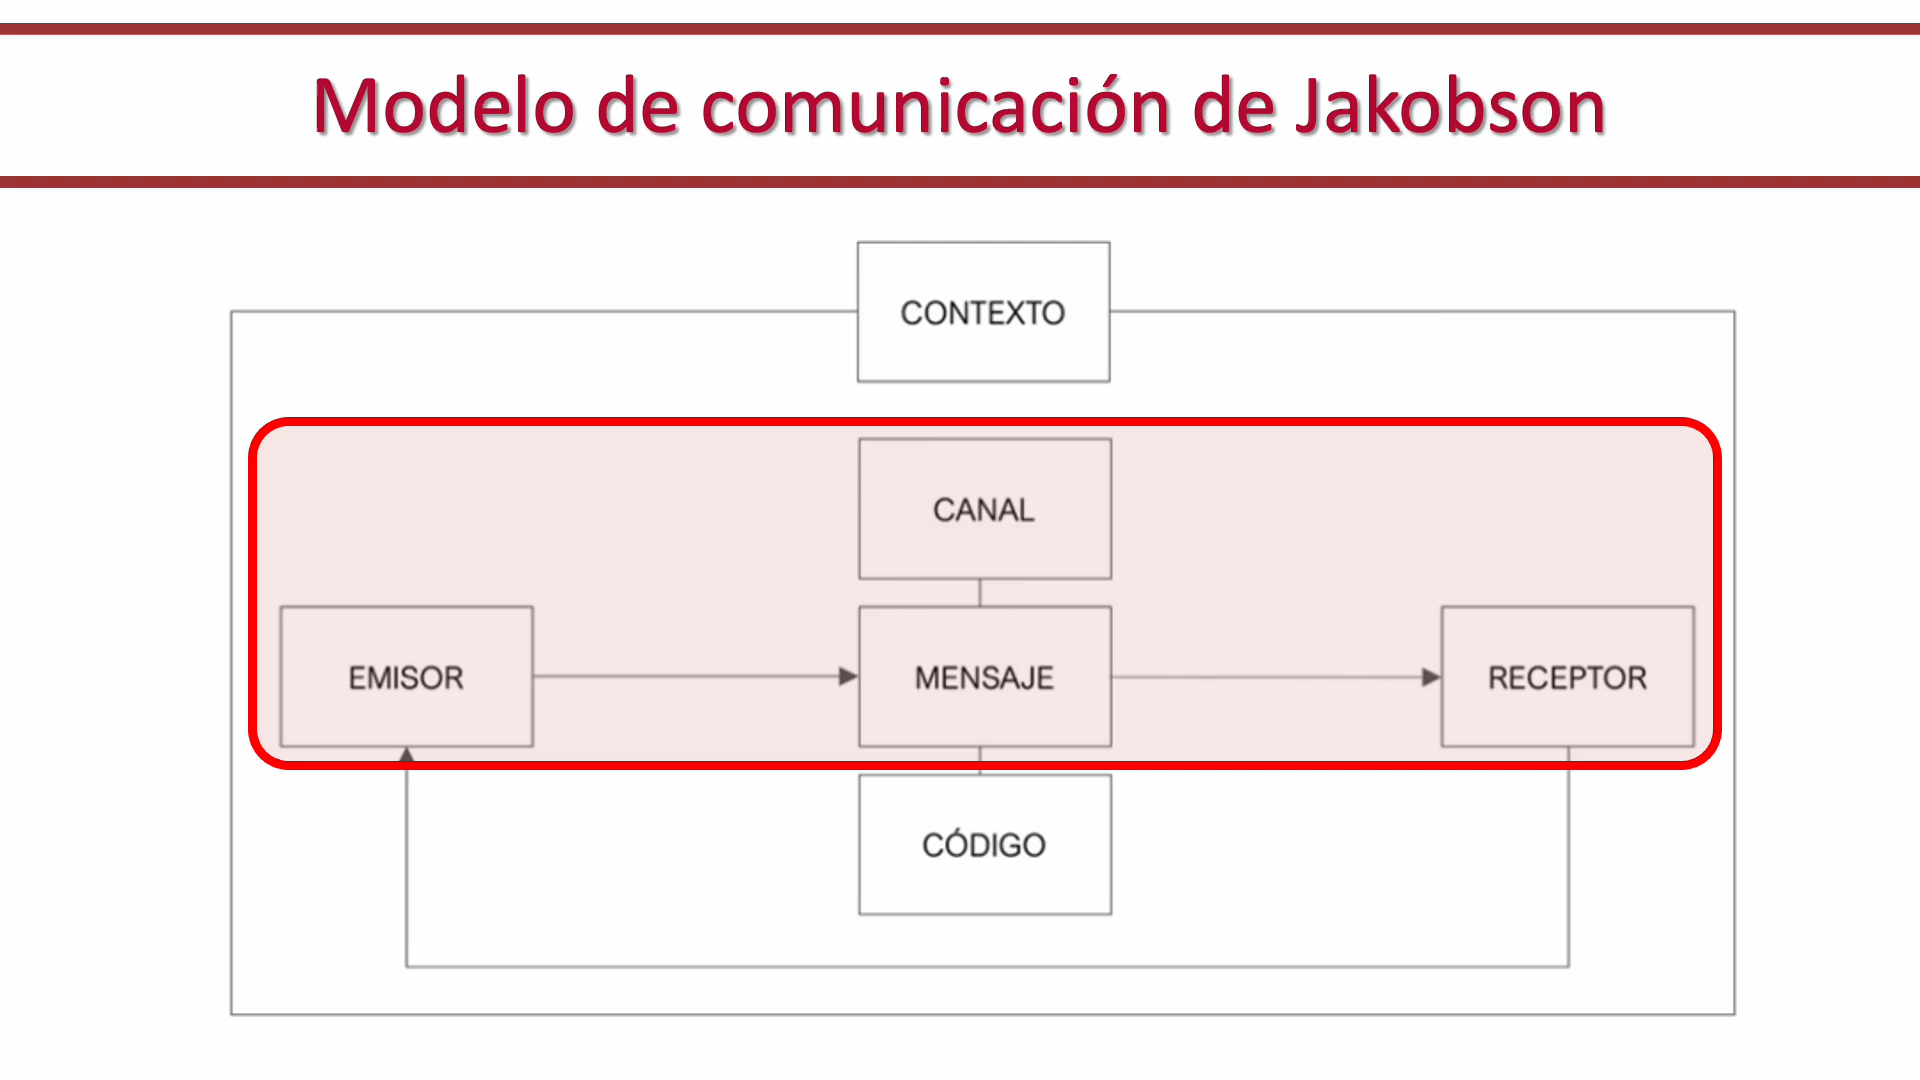 Modelo de comunicación de Jakobson
CONTEXTO
CANAL
EMISOR
MENSAJE
RECEPTOR
CÓDIGO